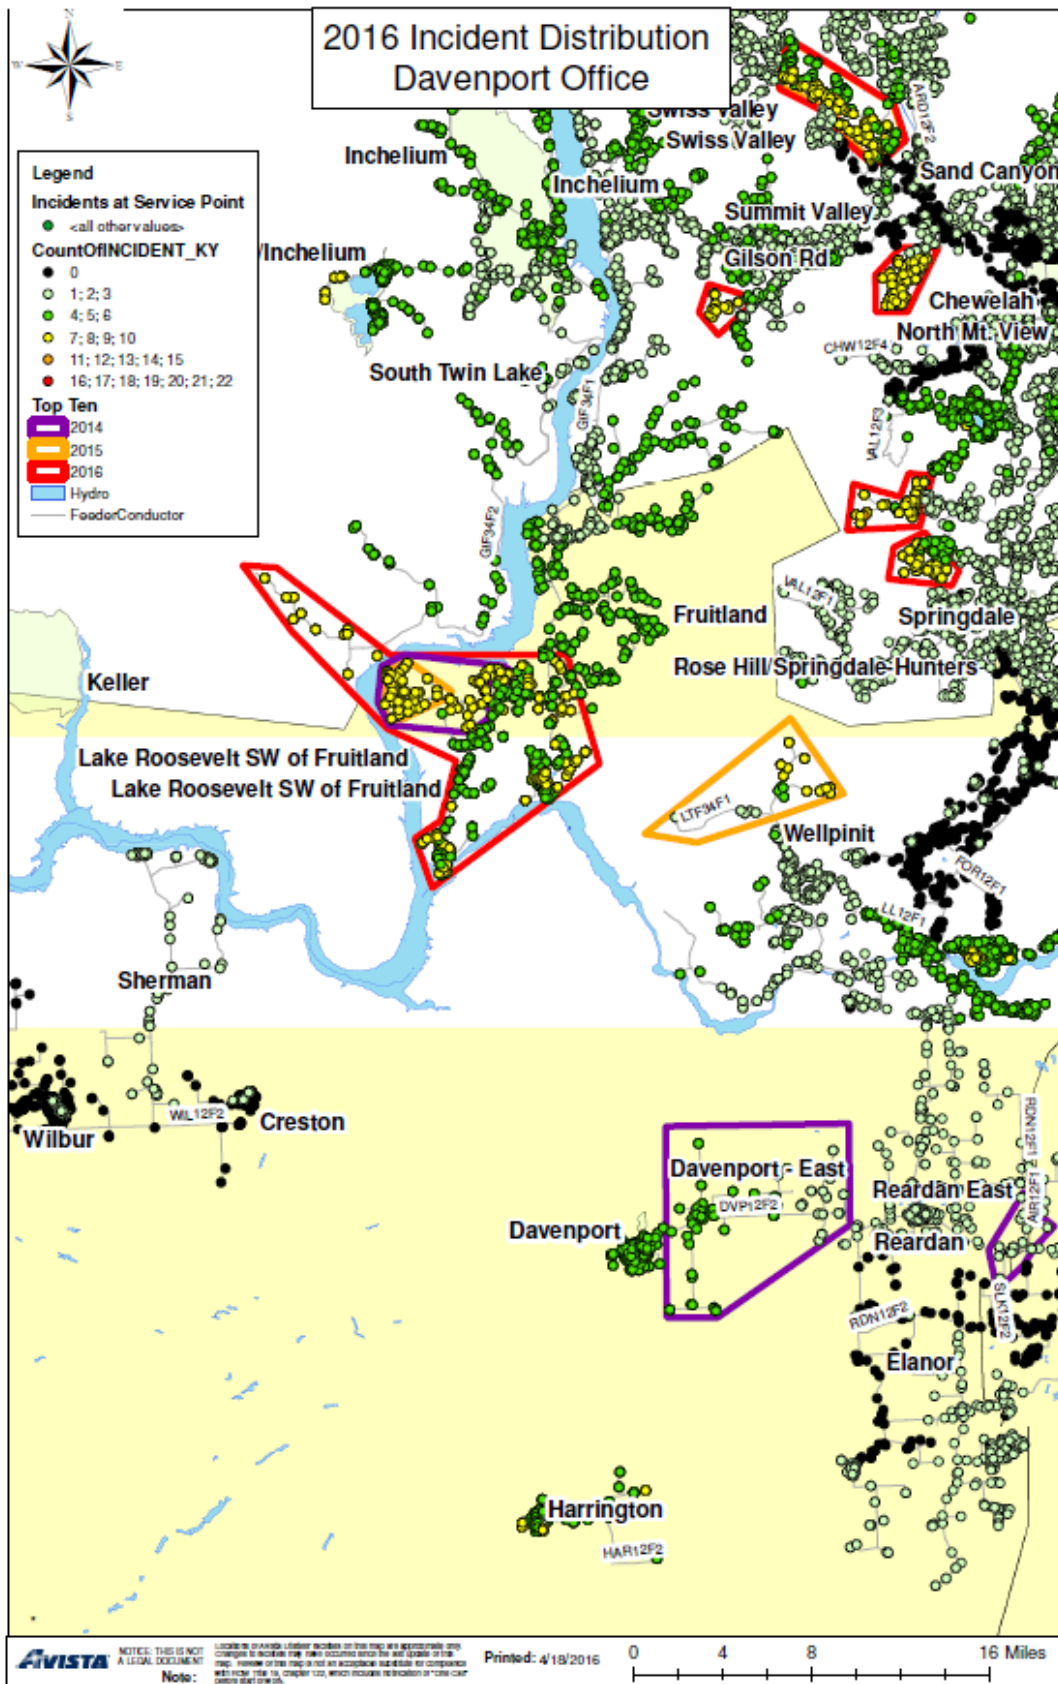 2016 Incident Distribution
Davenport Office
N
W
E
S
Legend
Incidents at Service Point
<all other values>
CountOfINCIDENT_KY
0
1; 2; 3
4; 5; 6
7; 8; 9; 10
11; 12; 13; 14; 15
16; 17; 18; 19; 20; 21; 22
Top Ten
2014
2015
2016
Hydro
FeederConductor
Swiss Valley
Swiss Valley
ARD12F2
Inchelium
Inchelium
Sand Canyon
Summit Valley
/Inchelium
Gilson Rd
Chewelah
North Mt. View
CHW12F4
South Twin Lake
GIF34F1
VAL12F3
GIF34F2
VAL12F1
Fruitland
Springdale
Rose Hill/Springdale-Hunters
Keller
Lake Roosevelt SW of Fruitland
Lake Roosevelt SW of Fruitland
LTF34F1
Wellpinit
FOR12F1
LL12F1
Sherman
WIL12F2
Creston
Wilbur
RDN12F1
Davenport - East
Reardan East
AIR12F1
DVP12F2
Davenport
Reardan
SLK12F2
RDN12F2
Elanor
Harrington
HAR12F2
AVISTA
NOTICE: THIS IS NOT
A LEGAL DOCUMENT
Note:
Printed: 4/18/2016
0 4 8 16 Miles